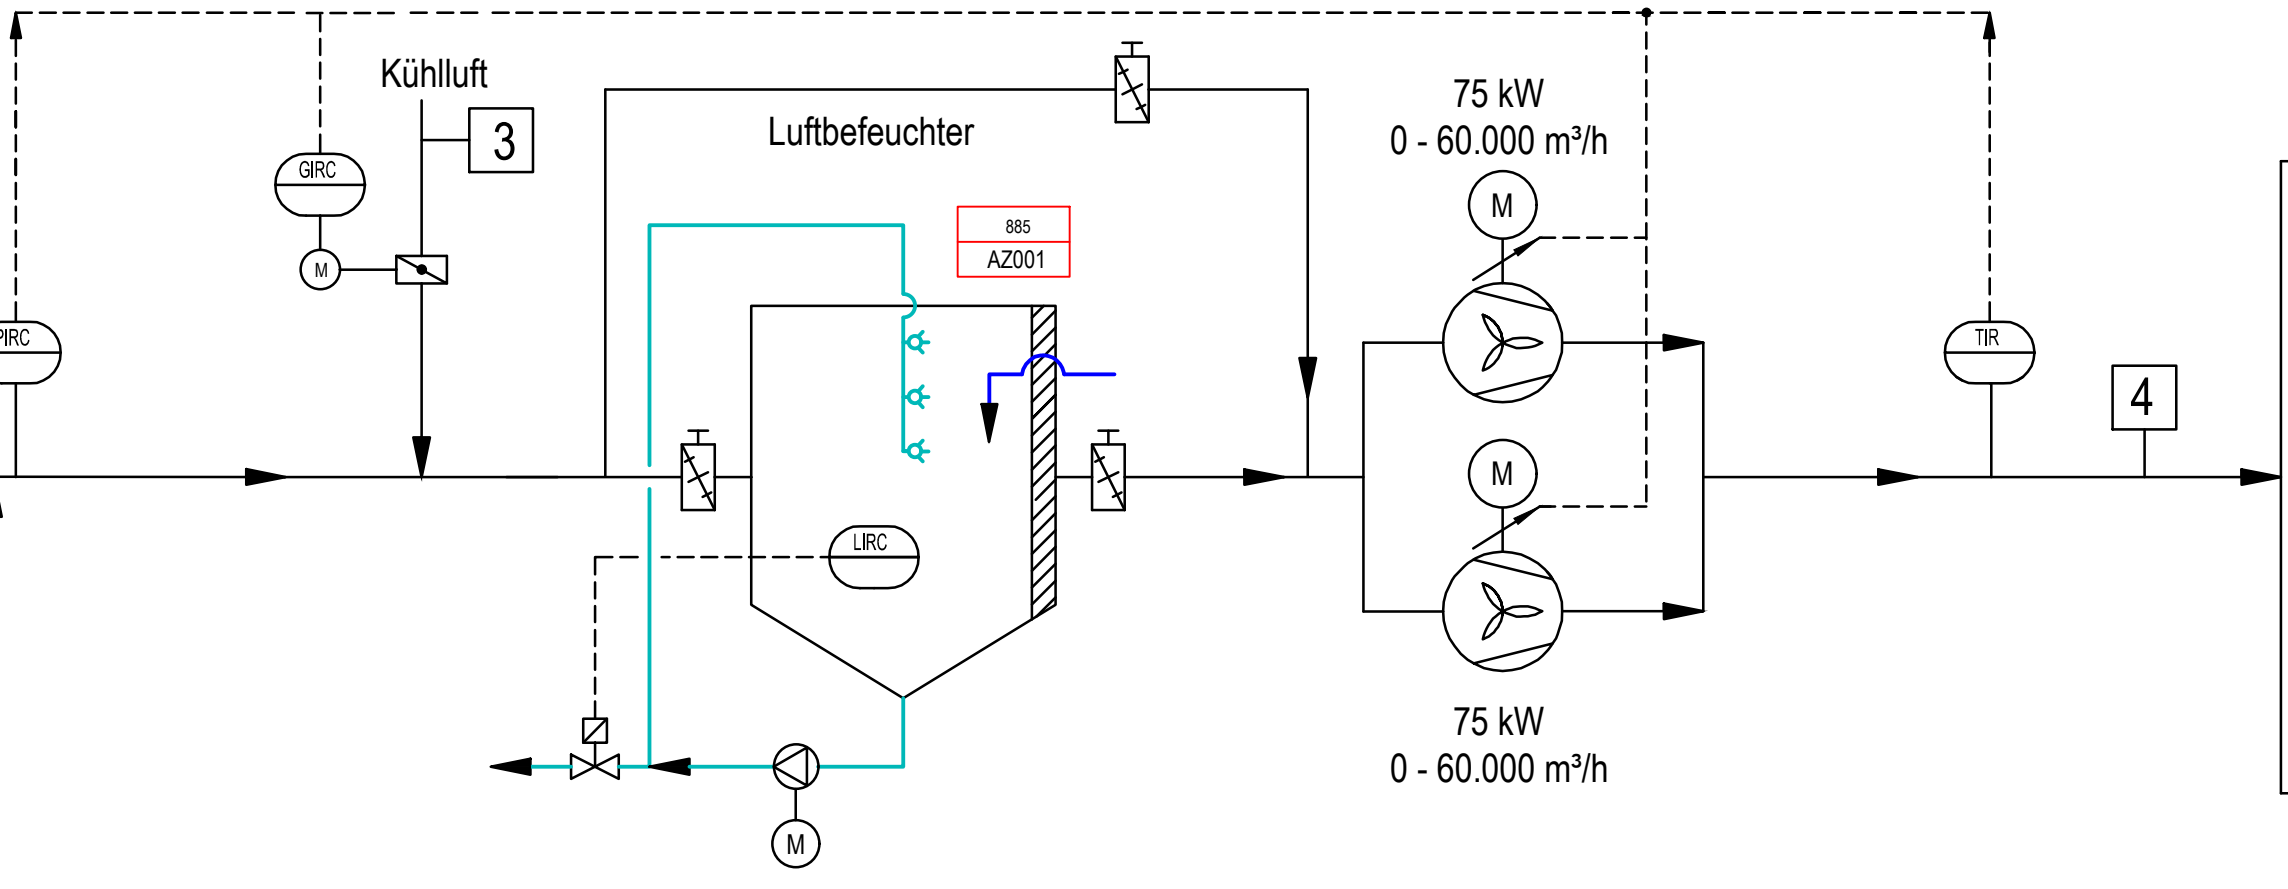 Kühlluft
3
GIRC
M
PIRC
Luftbefeuchter
885
AZ001
LIRC
M
75 kW
0 - 60.000 m³/h
M
M
75 kW
0 - 60.000 m³/h
TIR
4